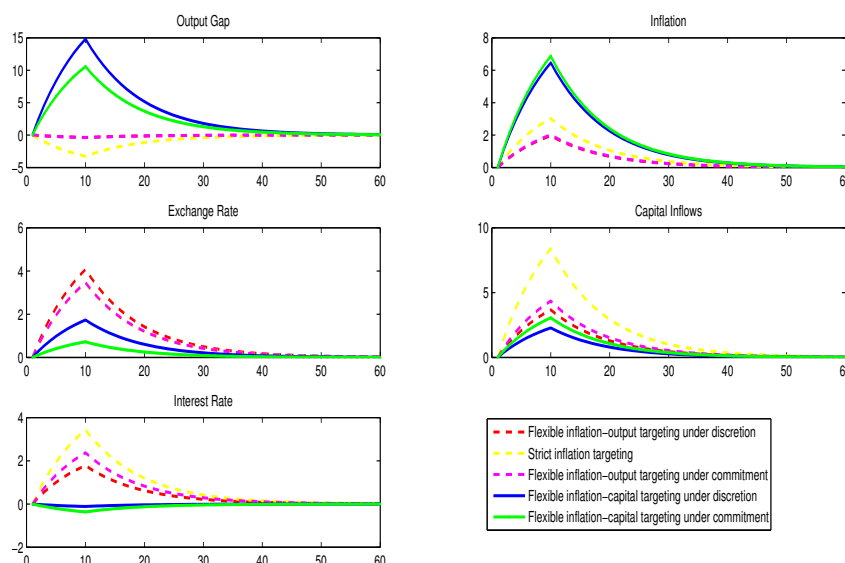 Output Gap
15
10
5
0
−5
0 10 20 30 40 50 60
Inflation
8
6
4
2
0
0 10 20 30 40 50 60
Exchange Rate
6
4
2
0
0 10 20 30 40 50 60
Capital Inflows
10
5
0
0 10 20 30 40 50 60
Interest Rate
4
2
0
−2
0 10 20 30 40 50 60
Flexible inflation−output targeting under discretion
Strict inflation targeting
Flexible inflation−output targeting under commitment
Flexible inflation−capital targeting under discretion
Flexible inflation−capital targeting under commitment